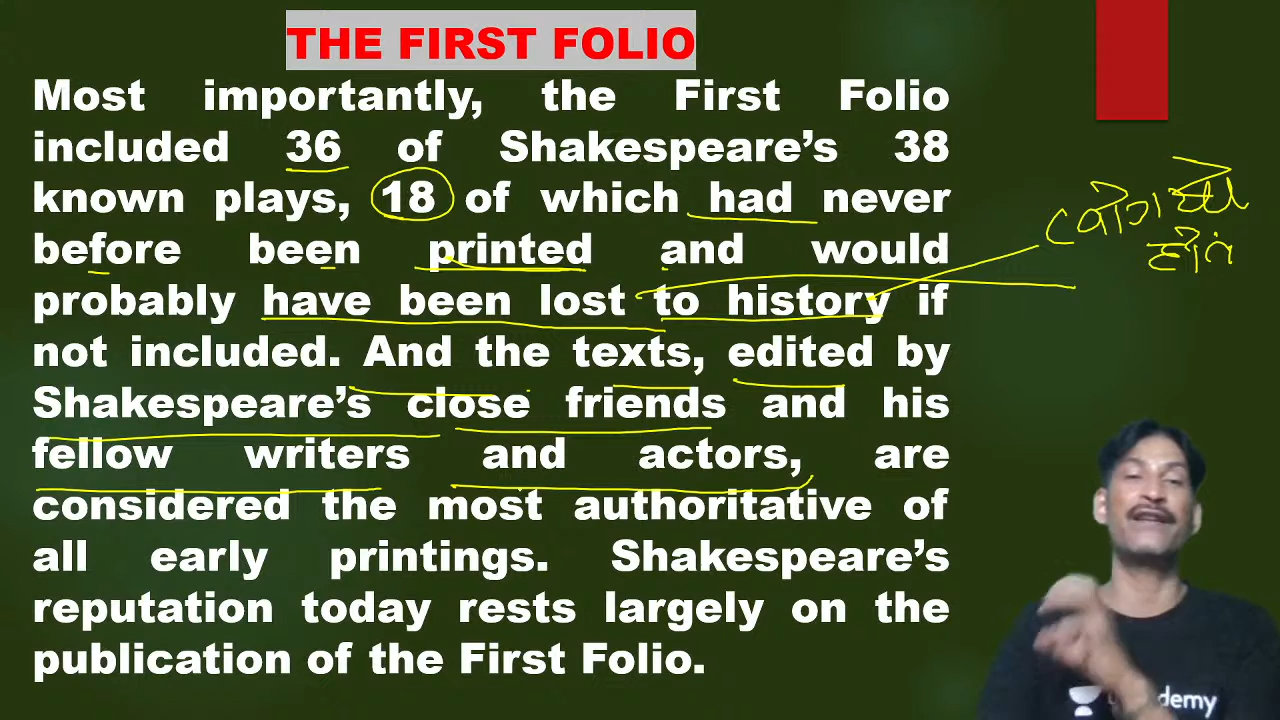 THE FIRST FOLIO
Most importantly, the First Folio
included 36 of Shakespeare's 38
known plays, 18 of which had never
before been printed and would
probably have been lost to history if
not included. And the texts, edited by
Shakespeare's close friends and his
fellow writers and actors, are
considered the most authoritative of
all early printings. Shakespeare's
reputation today rests largely on the
publication of the First Folio.